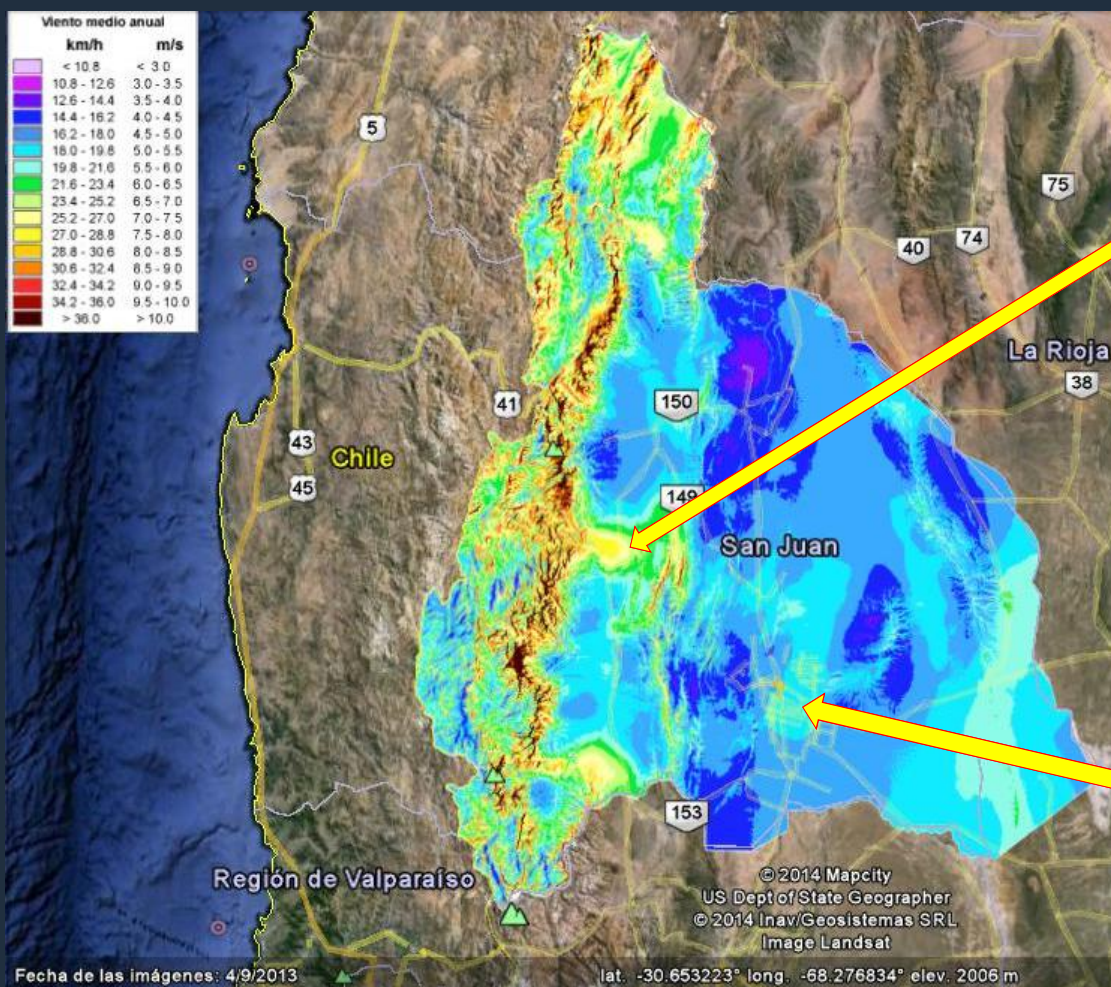 Viento medio anual
km/h m/s
< 10.8 < 3.0
10.8 - 12.6 3.0 - 3.5
12.6 - 14.4 3.5 - 4.0
14.4 - 16.2 4.0 - 4.5
16.2 - 18.0 4.5 - 5.0
18.0 - 19.8 5.0 - 5.5
19.8 - 21.6 5.5 - 6.0
21.6 - 23.4 6.0 - 6.5
23.4 - 25.2 6.5 - 7.0
25.2 - 27.0 7.0 - 7.5
27.0 - 28.8 7.5 - 8.0
28.8 - 30.6 8.0 - 8.5
30.6 - 32.4 8.5 - 9.0
32.4 - 34.2 9.0 - 9.5
34.2 - 36.0 9.5 - 10.0
> 36.0 > 10.0
5
75
40
74
La Rioja
38
41
150
43
Chile
45
149
San Juan
153
Región de Valparaíso
© 2014 Mapcity
US Dept of State Geographer
© 2014 Inav/Geosistemas SRL
Image Landsat
Fecha de las imágenes: 4/9/2013
lat. -30.653223° long. -68.276834° elev. 2006 m